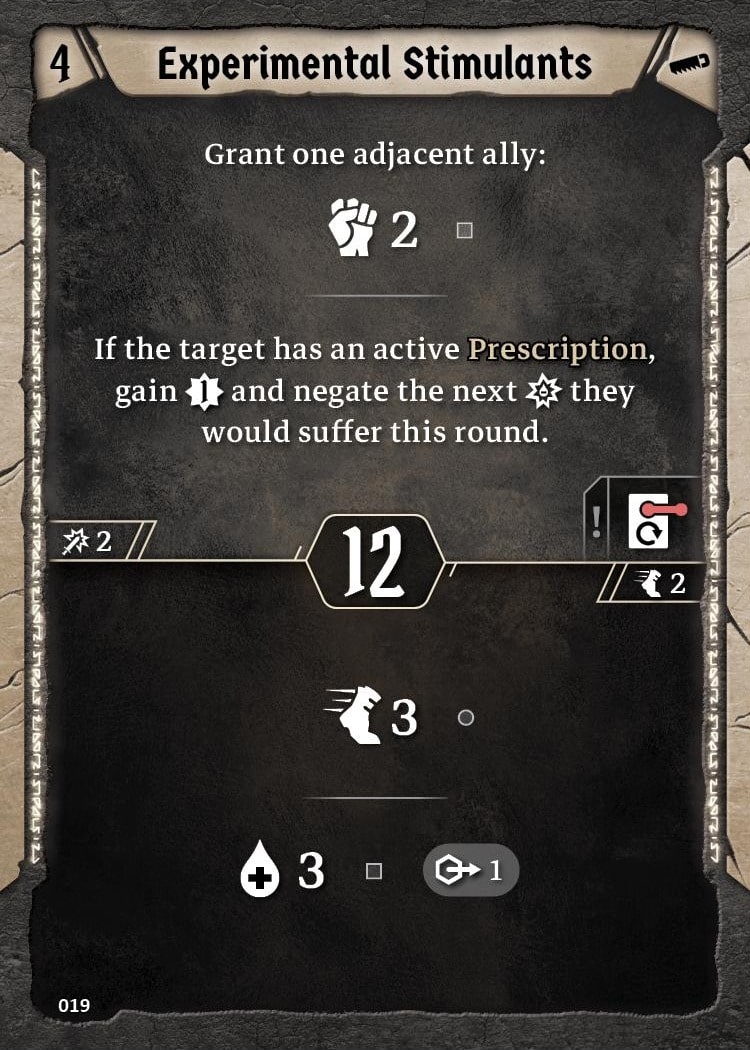 4 Experimental Stimulants
Grant one adjacent ally:
2
If the target has an active Prescription,
gain 1 and negate the next they
would suffer this round.
!
2
12
2
3
3 1
019